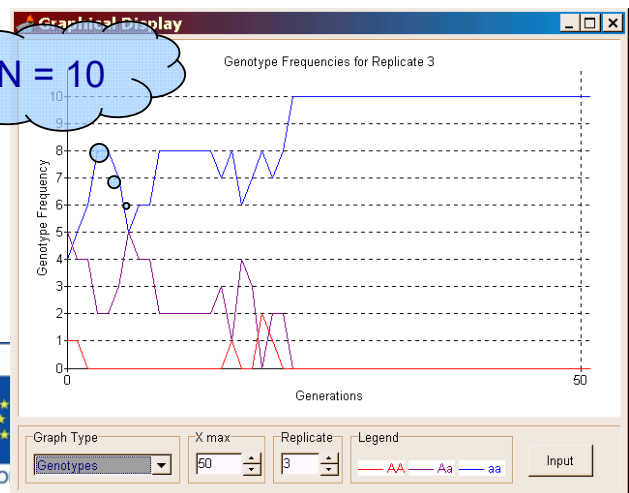 Graphical Display
N = 10
Genotype Frequencies for Replicate 3
Genotype Frequency
10
9
8
7
6
5
4
3
2
1
0
0
50
Generations
Graph Type
X max
Replicate
Legend
Genotypes
50
3
AA
Aa
aa
Input